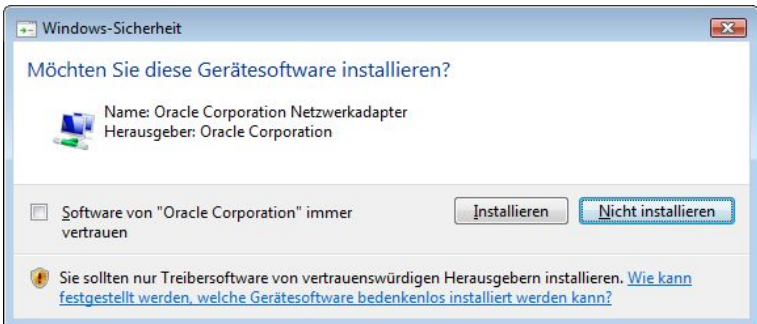 Windows-Sicherheit
Möchten Sie diese Gerätesoftware installieren?
Name: Oracle Corporation Netzwerkadapter
Herausgeber: Oracle Corporation
Software von "Oracle Corporation" immer
vertrauen
Installieren
Nicht installieren
Sie sollten nur Treibersoftware von vertrauenswürdigen Herausgebern installieren. Wie kann
festgestellt werden, welche Gerätesoftware bedenkenlos installiert werden kann?